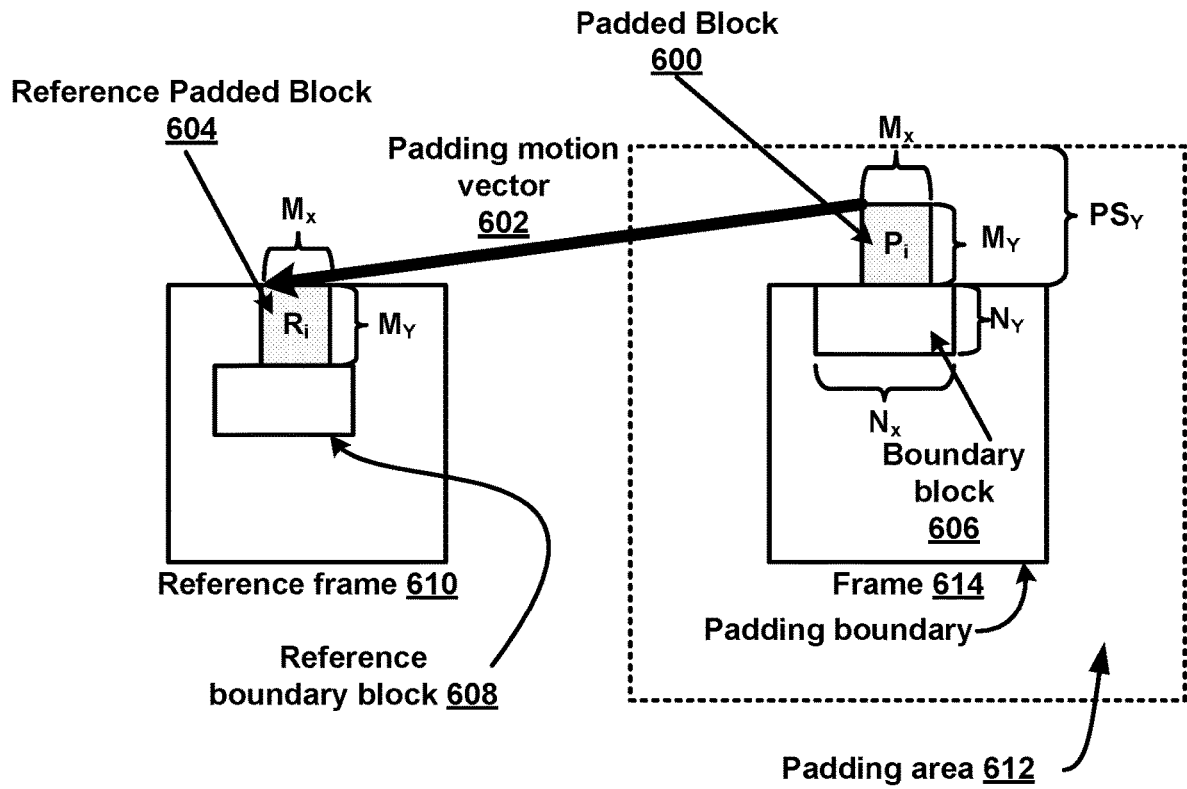 Padded Block
600
Reference Padded Block
604
Padding motion
vector
602
Mx
Mx
PSY
Pi
MY
Ri
MY
NY
Nx
Boundary
block
606
Reference frame 610
Frame 614
Padding boundary
Reference
boundary block 608
Padding area 612